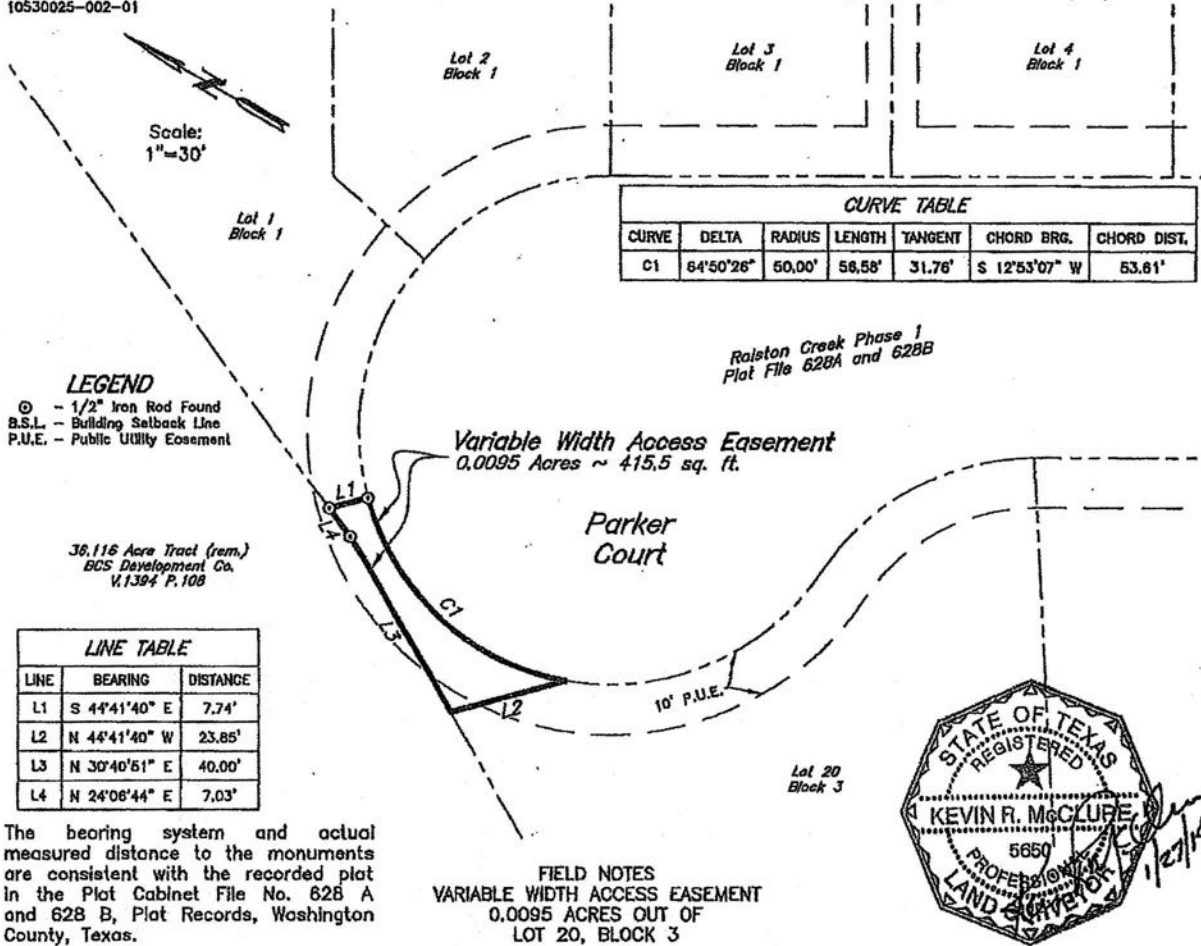 10530025-002-01
Scale:
1"=30'
Lot 2
Block 1
Lot 3
Block 1
Lot 4
Block 1
Lot 1
Block 1
CURVE TABLE
CURVE DELTA RADIUS LENGTH TANGENT CHORD BRG. CHORD DIST.
C1 64°50'26" 50.00' 56.58' 31.76' S 12°53'07" W 53.61'
Ralston Creek Phase 1
Plat File 628A and 628B
LEGEND
⊙ - 1/2" Iron Rod Found
B.S.L. - Building Setback Line
P.U.E. - Public Utility Easement
Variable Width Access Easement
0.0095 Acres ~ 415.5 sq. ft.
L1
L4
Parker
Court
36.116 Acre Tract (rem.)
BCS Development Co.
V.1394 P.108
C1
L3
L2
10' P.U.E.
LINE TABLE
LINE BEARING DISTANCE
L1 S 44°41'40" E 7.74'
L2 N 44°41'40" W 23.85'
L3 N 30°40'51" E 40.00'
L4 N 24°06'44" E 7.03'
Lot 20
Block 3
STATE OF TEXAS
REGISTERED
KEVIN R. McCLURE
5650
PROFESSIONAL
LAND SURVEYOR
The bearing system and actual
measured distance to the monuments
are consistent with the recorded plat
in the Plat Cabinet File No. 628 A
and 628 B, Plat Records, Washington
County, Texas.
FIELD NOTES
VARIABLE WIDTH ACCESS EASEMENT
0.0095 ACRES OUT OF
LOT 20, BLOCK 3